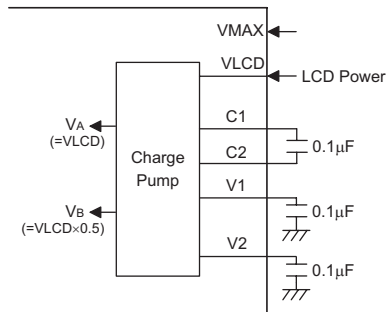 VMAX
VLCD
LCD Power
VA
(=VLCD)
C1
0.1μF
C2
Charge
Pump
V1
0.1μF
VB
(=VLCD×0.5)
V2
0.1μF